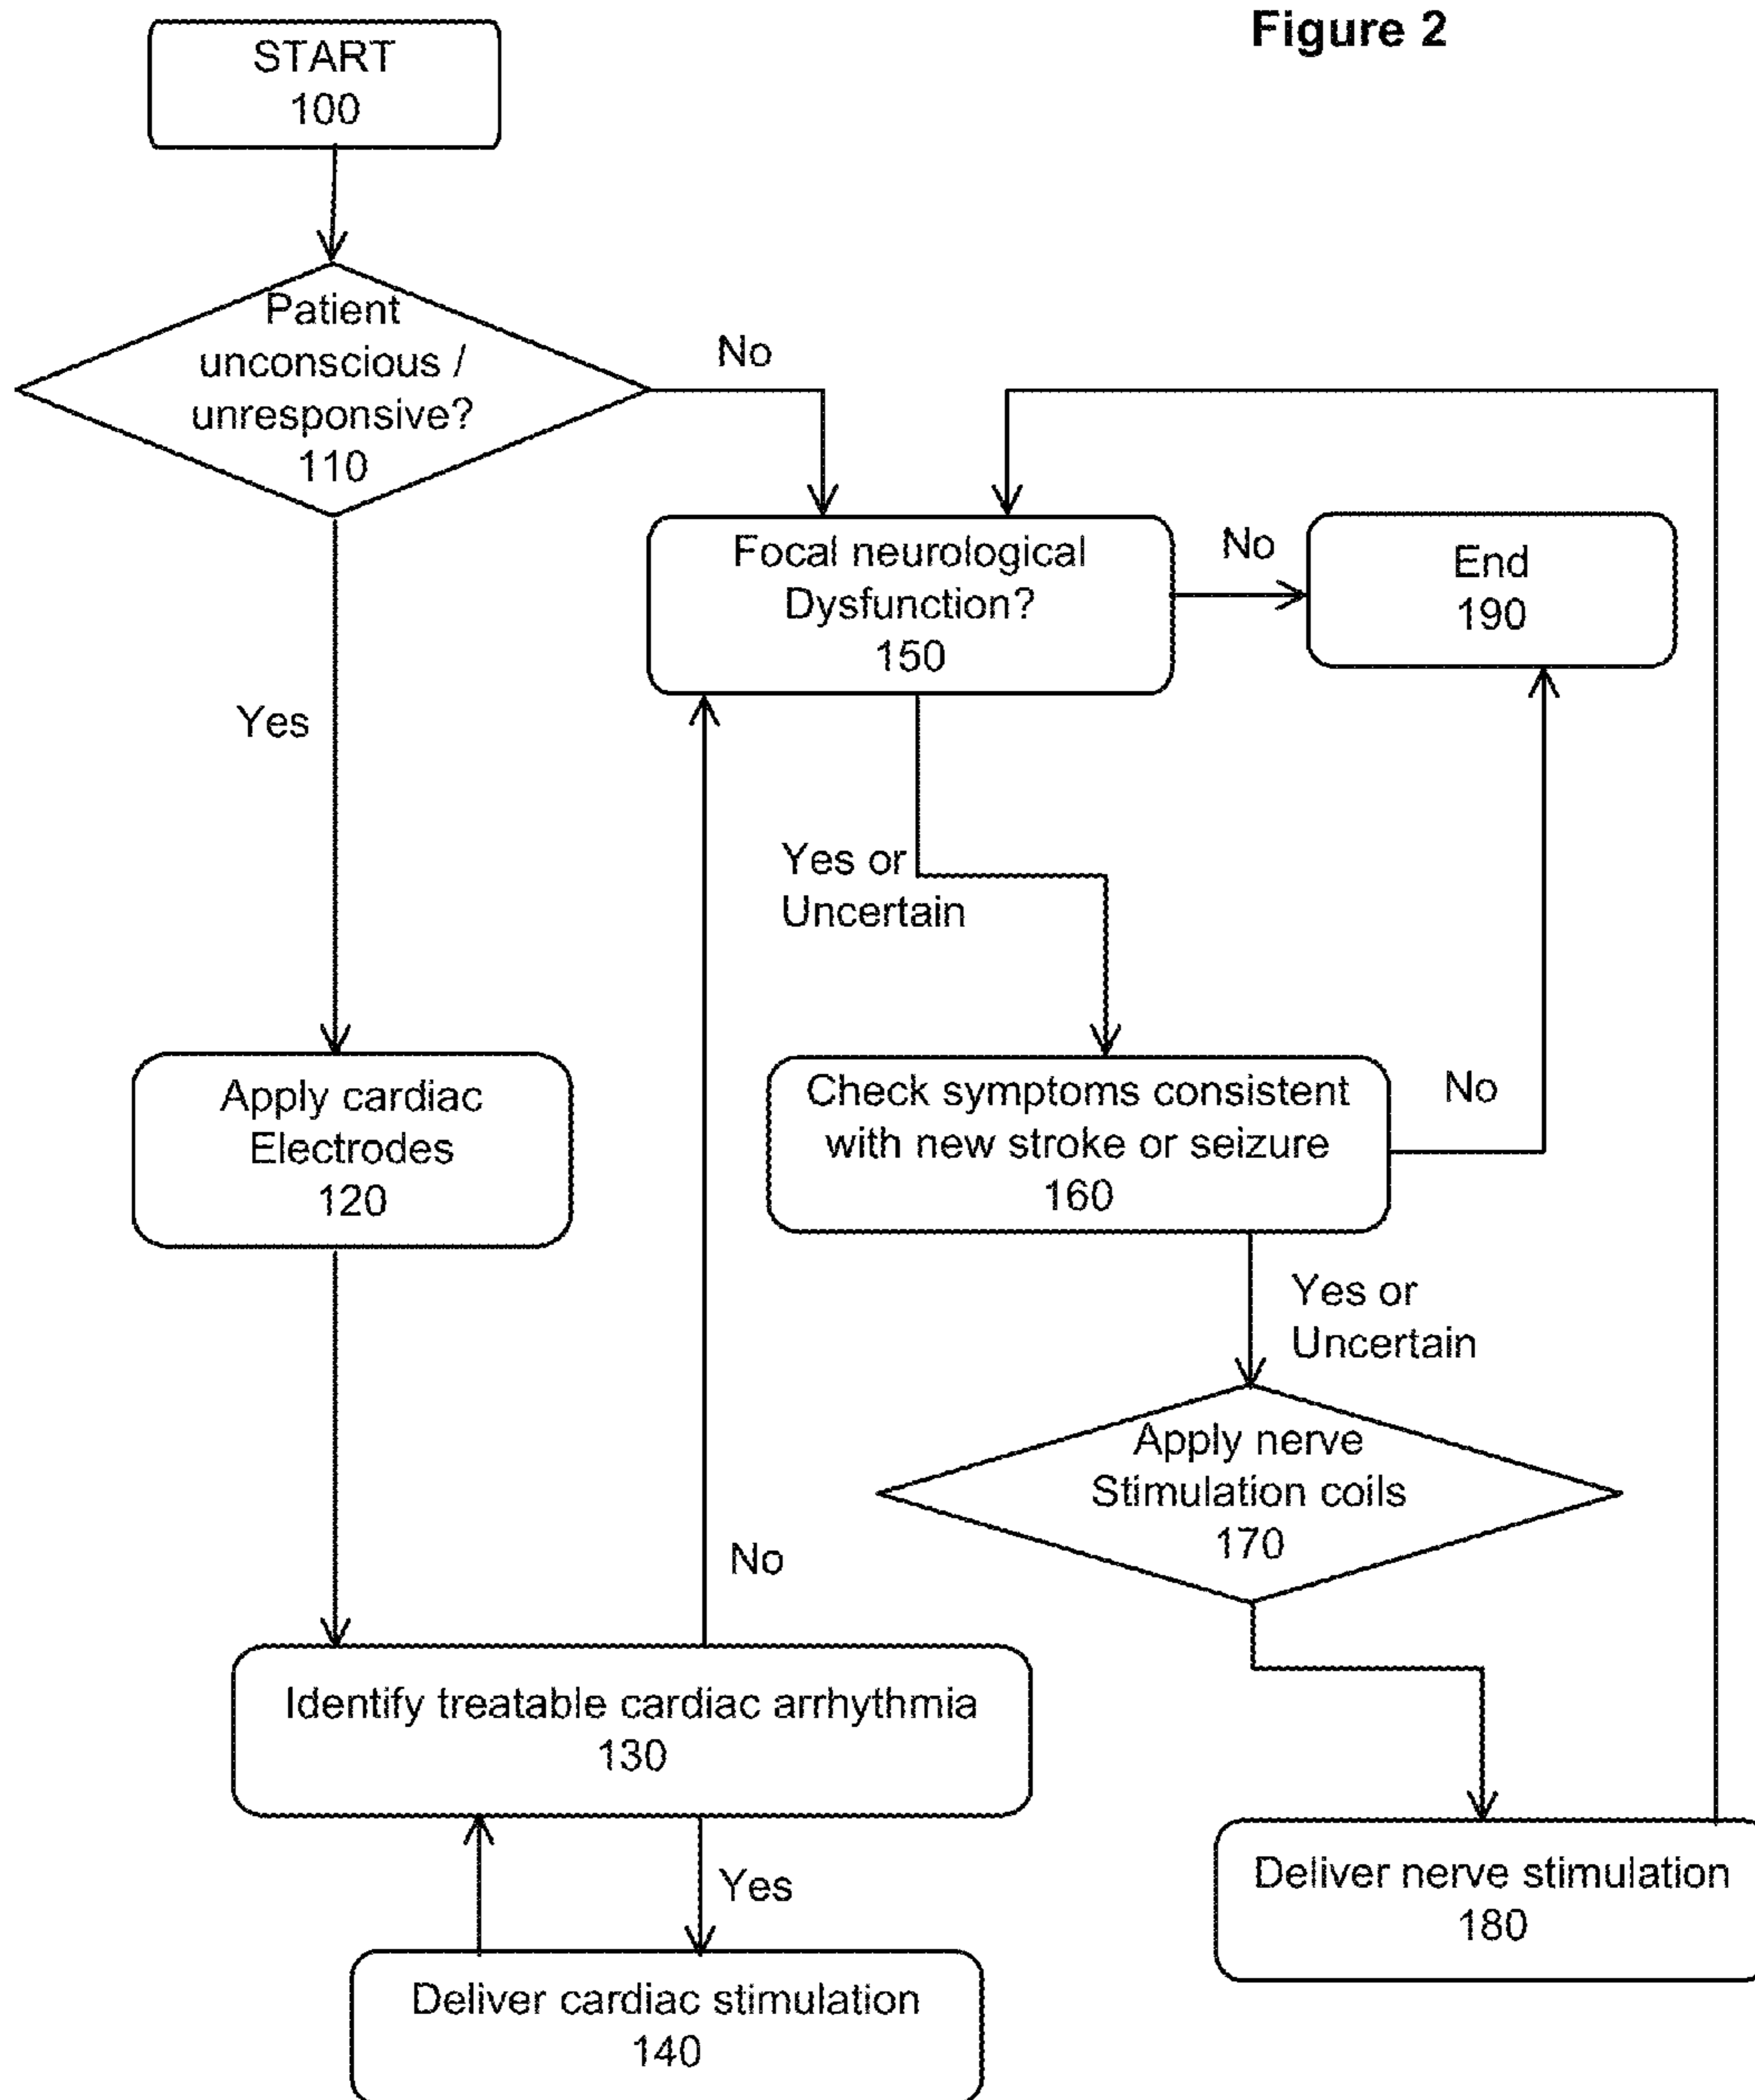 Figure 2
START
100
Patient
unconscious /
unresponsive?
110
No
Yes
Focal neurological
Dysfunction?
150
No
End
190
Yes or
Uncertain
Apply cardiac
Electrodes
120
Check symptoms consistent
with new stroke or seizure
160
No
Yes or
Uncertain
Apply nerve
Stimulation coils
170
No
Identify treatable cardiac arrhythmia
130
Yes
Deliver nerve stimulation
180
Deliver cardiac stimulation
140